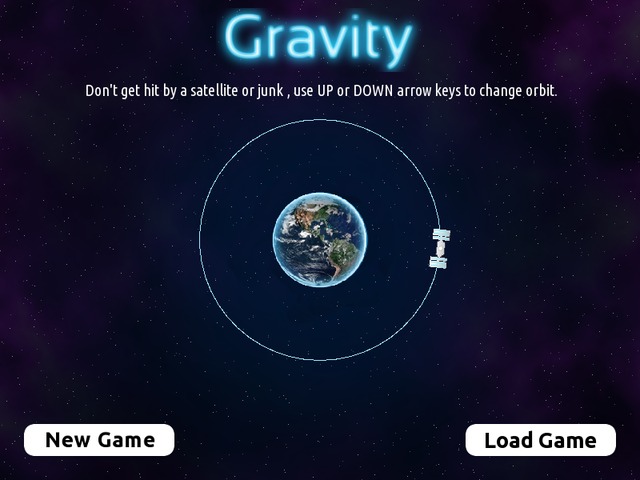 Gravity
Don't get hit by a satellite or junk , use UP or DOWN arrow keys to change orbit.
New Game
Load Game